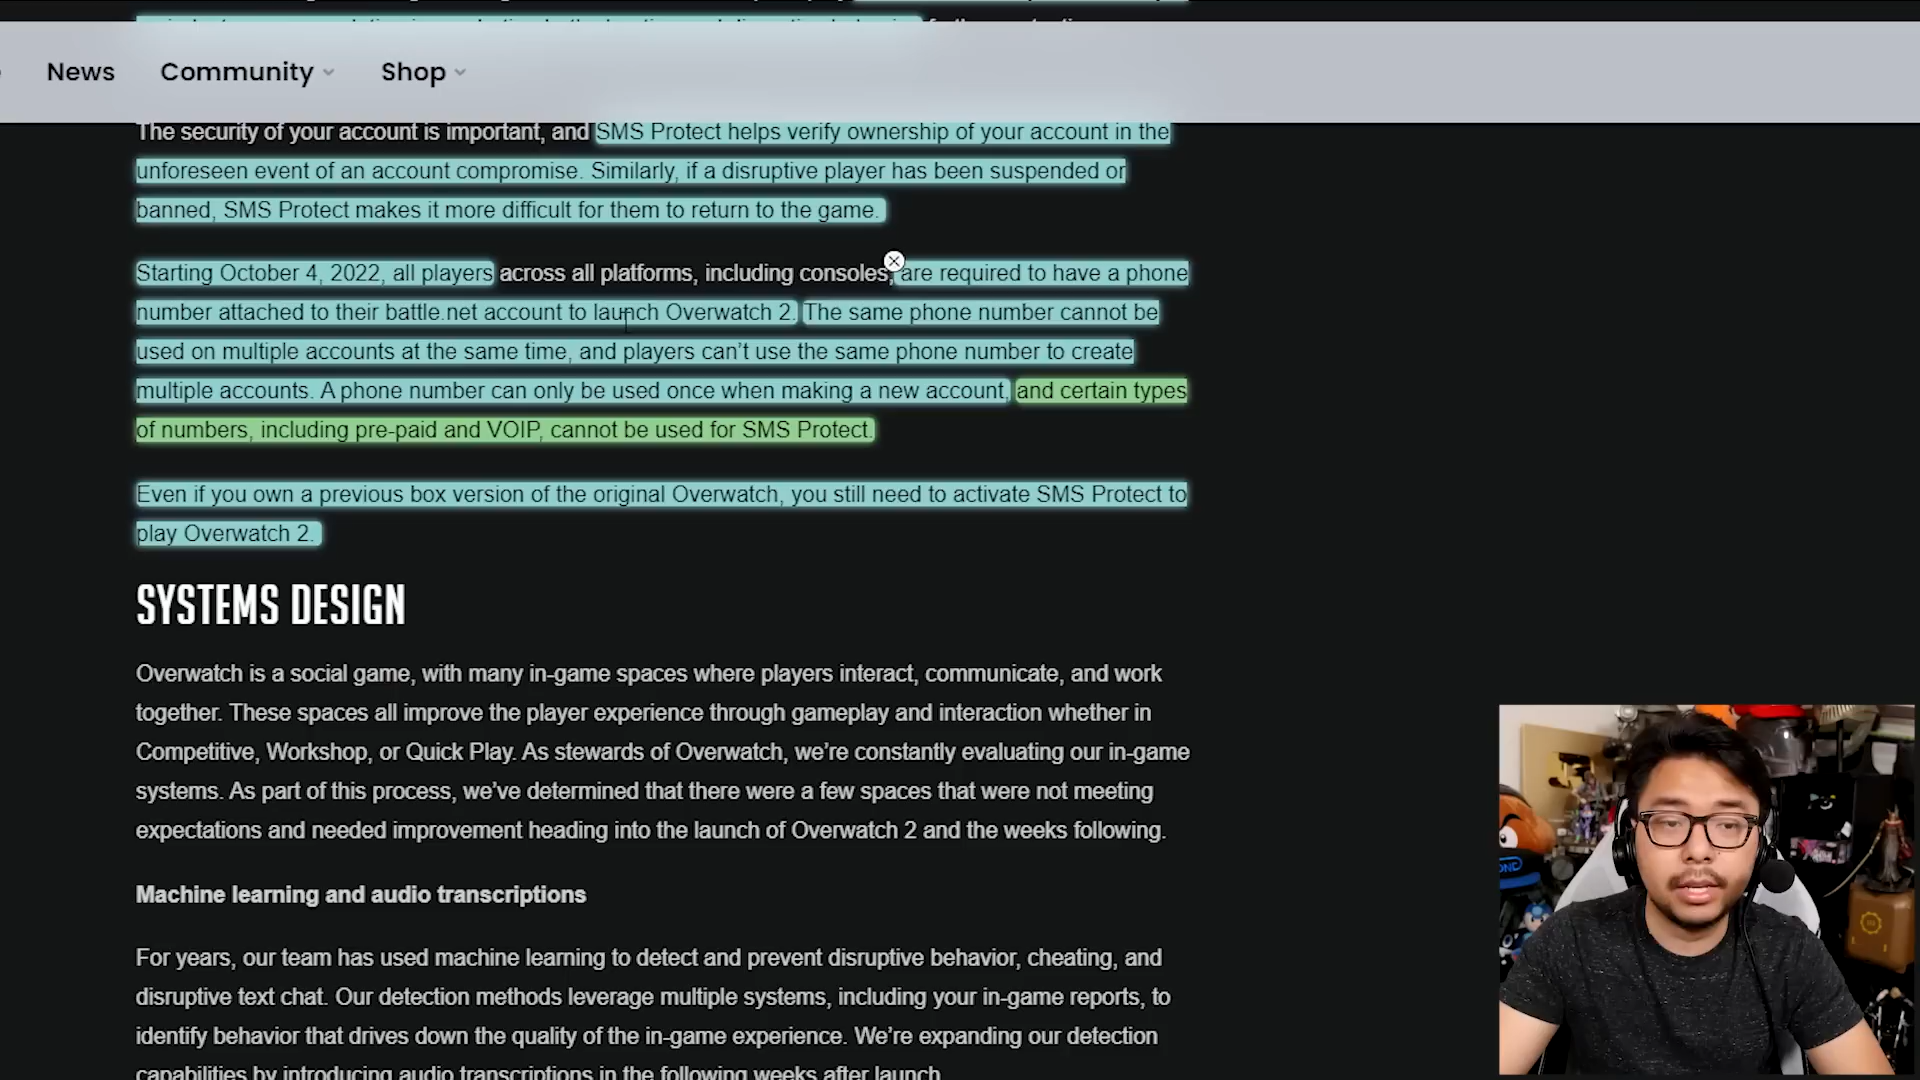 News
Community
Shop
The security of your account is important, and SMS Protect helps verify ownership of your account in the
unforeseen event of an account compromise. Similarly, if a disruptive player has been suspended or
banned, SMS Protect makes it more difficult for them to return to the game.
Starting October 4, 2022, all players across all platforms, including consoles, are required to have a phone
number attached to their battle.net account to launch Overwatch 2. The same phone number cannot be
used on multiple accounts at the same time, and players can’t use the same phone number to create
multiple accounts. A phone number can only be used once when making a new account, and certain types
of numbers, including pre-paid and VOIP, cannot be used for SMS Protect.
Even if you own a previous box version of the original Overwatch, you still need to activate SMS Protect to
play Overwatch 2.
SYSTEMS DESIGN
Overwatch is a social game, with many in-game spaces where players interact, communicate, and work
together. These spaces all improve the player experience through gameplay and interaction whether in
Competitive, Workshop, or Quick Play. As stewards of Overwatch, we’re constantly evaluating our in-game
systems. As part of this process, we’ve determined that there were a few spaces that were not meeting
expectations and needed improvement heading into the launch of Overwatch 2 and the weeks following.
Machine learning and audio transcriptions
For years, our team has used machine learning to detect and prevent disruptive behavior, cheating, and
disruptive text chat. Our detection methods leverage multiple systems, including your in-game reports, to
identify behavior that drives down the quality of the in-game experience. We’re expanding our detection
capabilities by introducing audio transcriptions in the following weeks after launch.